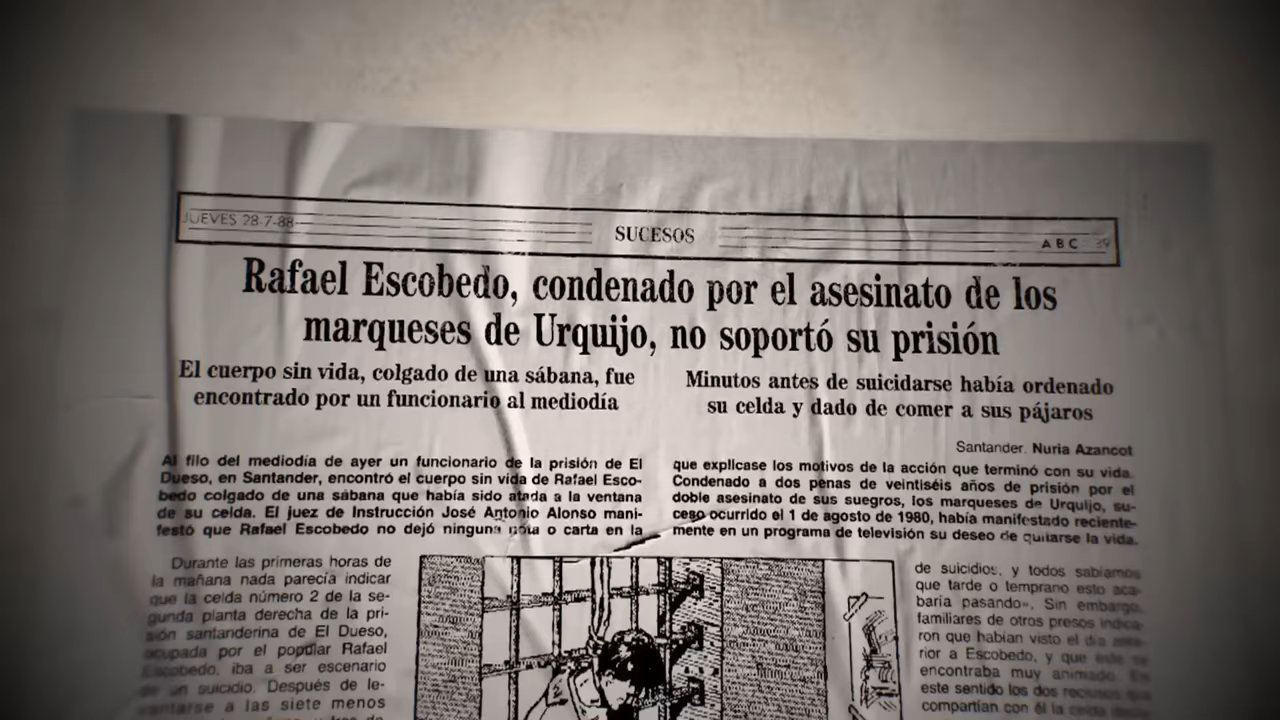 JUEVES 28-7-88
SUCESOS
ABC 39
Rafael Escobedo, condenado por el asesinato de los
marqueses de Urquijo, no soportó su prisión
El cuerpo sin vida, colgado de una sábana, fue
encontrado por un funcionario al mediodía
Minutos antes de suicidarse había ordenado
su celda y dado de comer a sus pájaros
Santander. Nuria Azancot
Al filo del mediodía de ayer un funcionario de la prisión de El
Dueso, en Santander, encontró el cuerpo sin vida de Rafael Esco-
bedo colgado de una sábana que había sido atada a la ventana
de su celda. El juez de Instrucción José Antonio Alonso mani-
festó que Rafael Escobedo no dejó ninguna nota o carta en la
que explicase los motivos de la acción que terminó con su vida.
Condenado a dos penas de veintiséis años de prisión por el
doble asesinato de sus suegros, los marqueses de Urquijo, su-
ceso ocurrido el 1 de agosto de 1980, había manifestado reciente-
mente en un programa de televisión su deseo de quitarse la vida.
Durante las primeras horas de
la mañana nada parecía indicar
que la celda número 2 de la se-
gunda planta derecha de la pri-
sión santanderina de El Dueso,
ocupada por el popular Rafael
Escobedo, iba a ser escenario
de un suicidio. Después de le-
vantarse a las siete menos
de suicidios, y todos sabíamos
que tarde o temprano esto aca-
baría pasando». Sin embargo,
familiares de otros presos indica-
ron que habían visto el día ante-
rior a Escobedo, y que éste se
encontraba muy animado. En
este sentido los dos reclusos que
compartían con él la celda